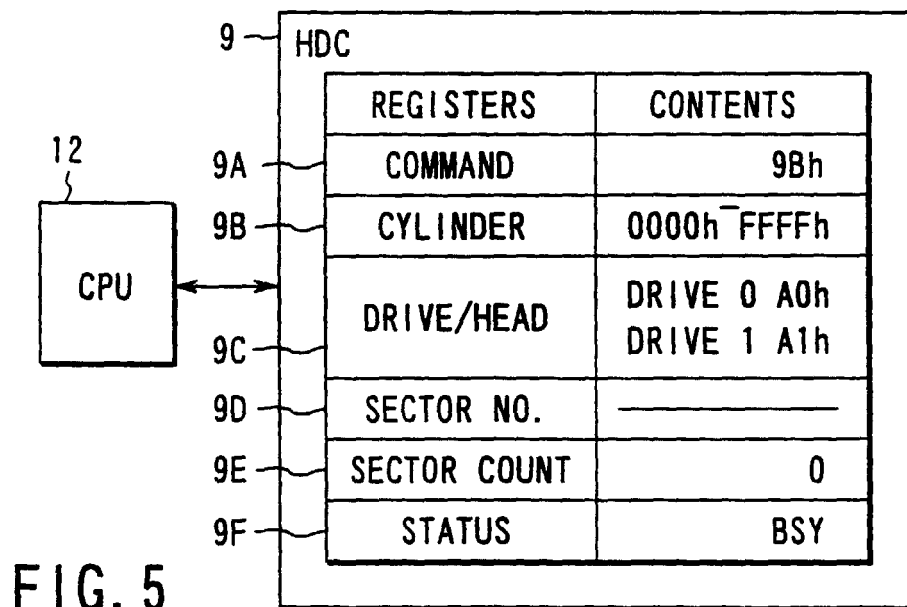 9 HDC
REGISTERS CONTENTS
12
9A COMMAND 9Bh
9B CYLINDER 0000h‾FFFFh
CPU
DRIVE/HEAD DRIVE 0 A0h
9C DRIVE 1 A1h
9D SECTOR NO. ————
9E SECTOR COUNT 0
9F STATUS BSY
FIG. 5